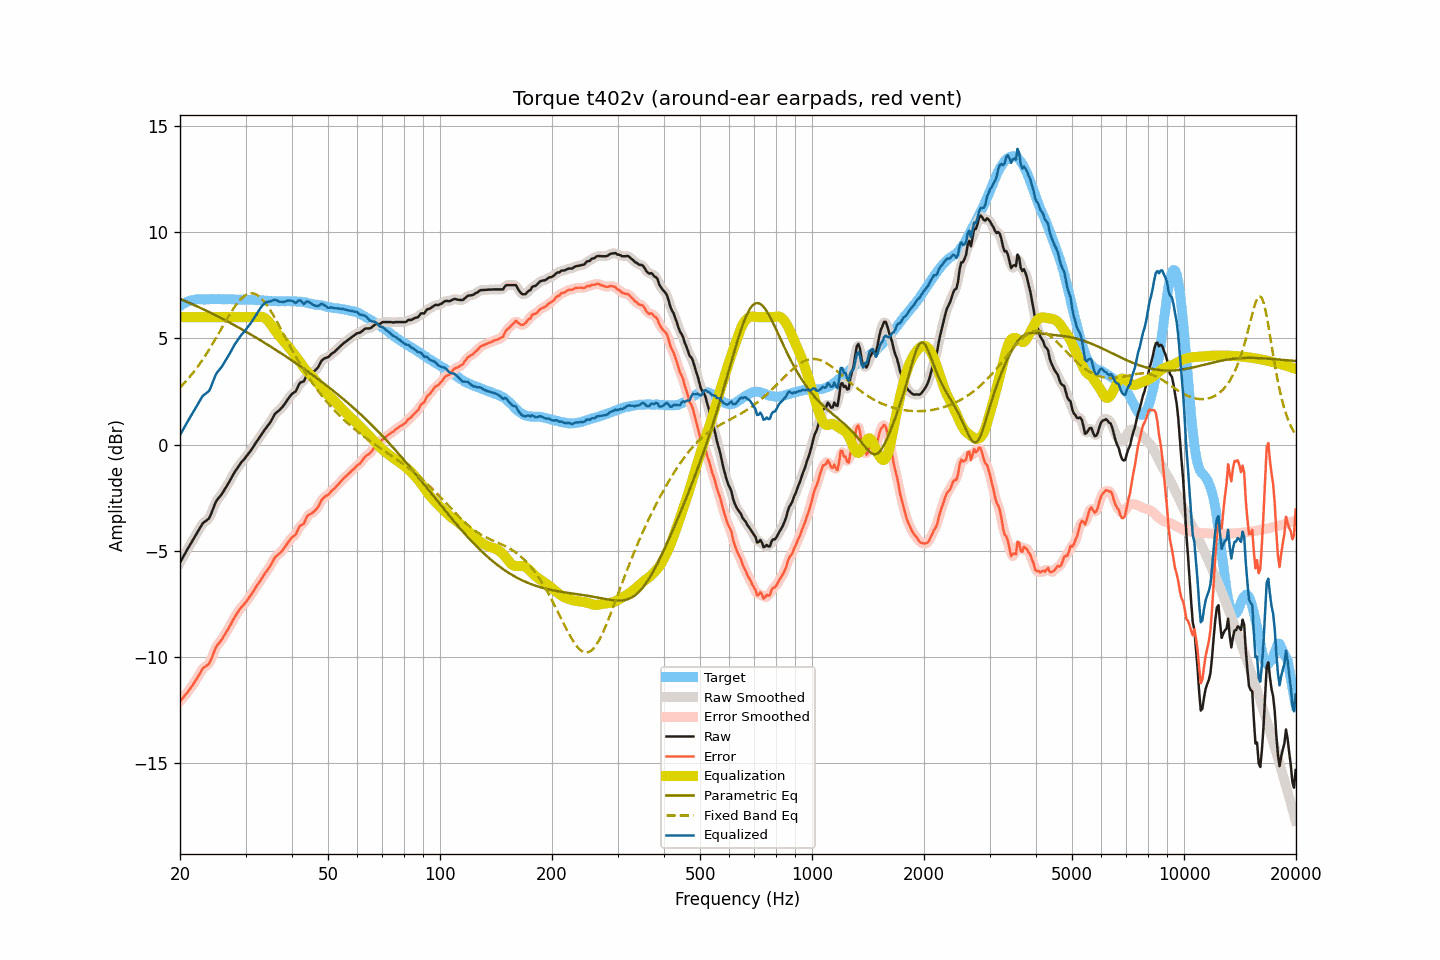 Torque t402v (around-ear earpads, red vent)
15
10
5
0
−5
−10
−15
Amplitude (dBr)
Target
Raw Smoothed
Error Smoothed
Raw
Error
Equalization
Parametric Eq
Fixed Band Eq
Equalized
20 50 100 200 500 1000 2000 5000 10000 20000
Frequency (Hz)